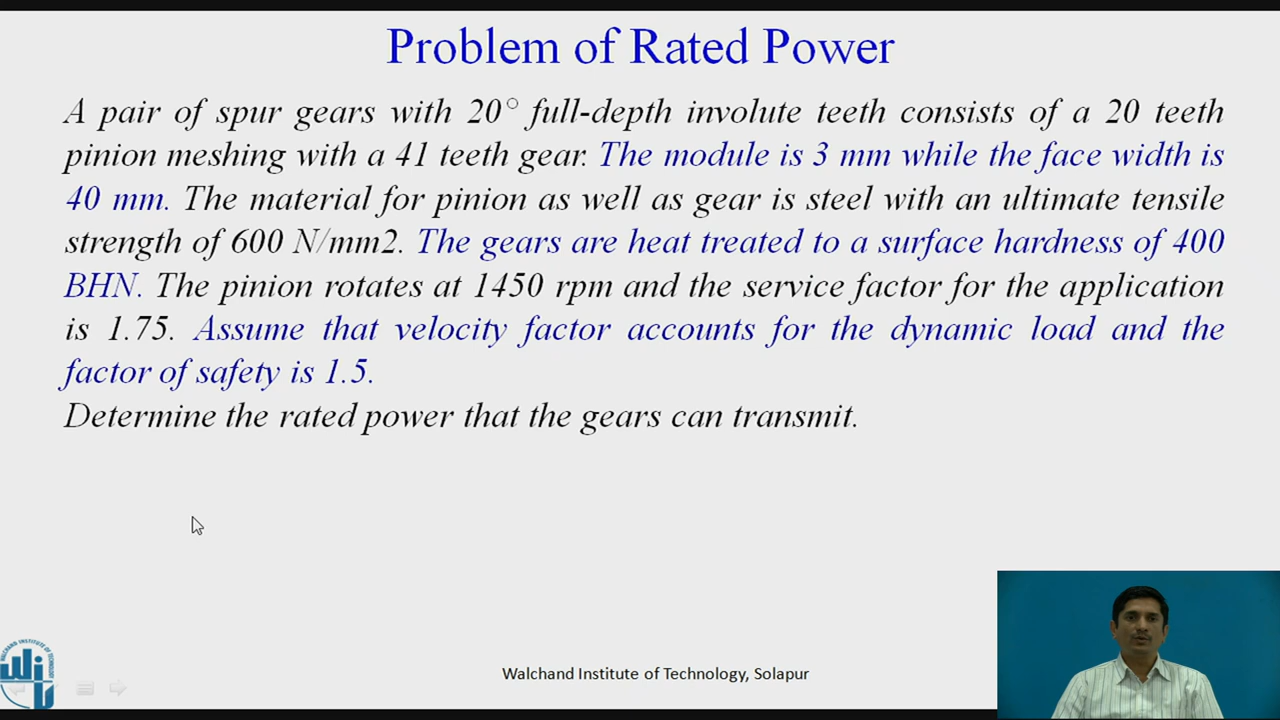 Problem of Rated Power
A pair of spur gears with 20° full-depth involute teeth consists of a 20 teeth
pinion meshing with a 41 teeth gear. The module is 3 mm while the face width is
40 mm. The material for pinion as well as gear is steel with an ultimate tensile
strength of 600 N/mm2. The gears are heat treated to a surface hardness of 400
BHN. The pinion rotates at 1450 rpm and the service factor for the application
is 1.75. Assume that velocity factor accounts for the dynamic load and the
factor of safety is 1.5.
Determine the rated power that the gears can transmit.
WALCHAND INSTITUTE OF TECHNOLOGY
Walchand Institute of Technology, Solapur